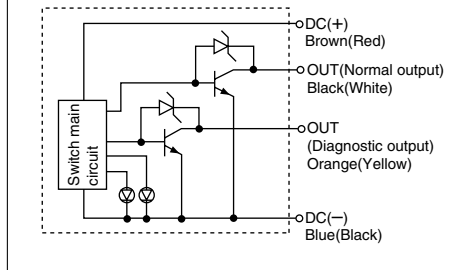 DC(+)
Brown(Red)
OUT(Normal output)
Black(White)
OUT
(Diagnostic output)
Orange(Yellow)
Switch main
circuit
DC(−)
Blue(Black)